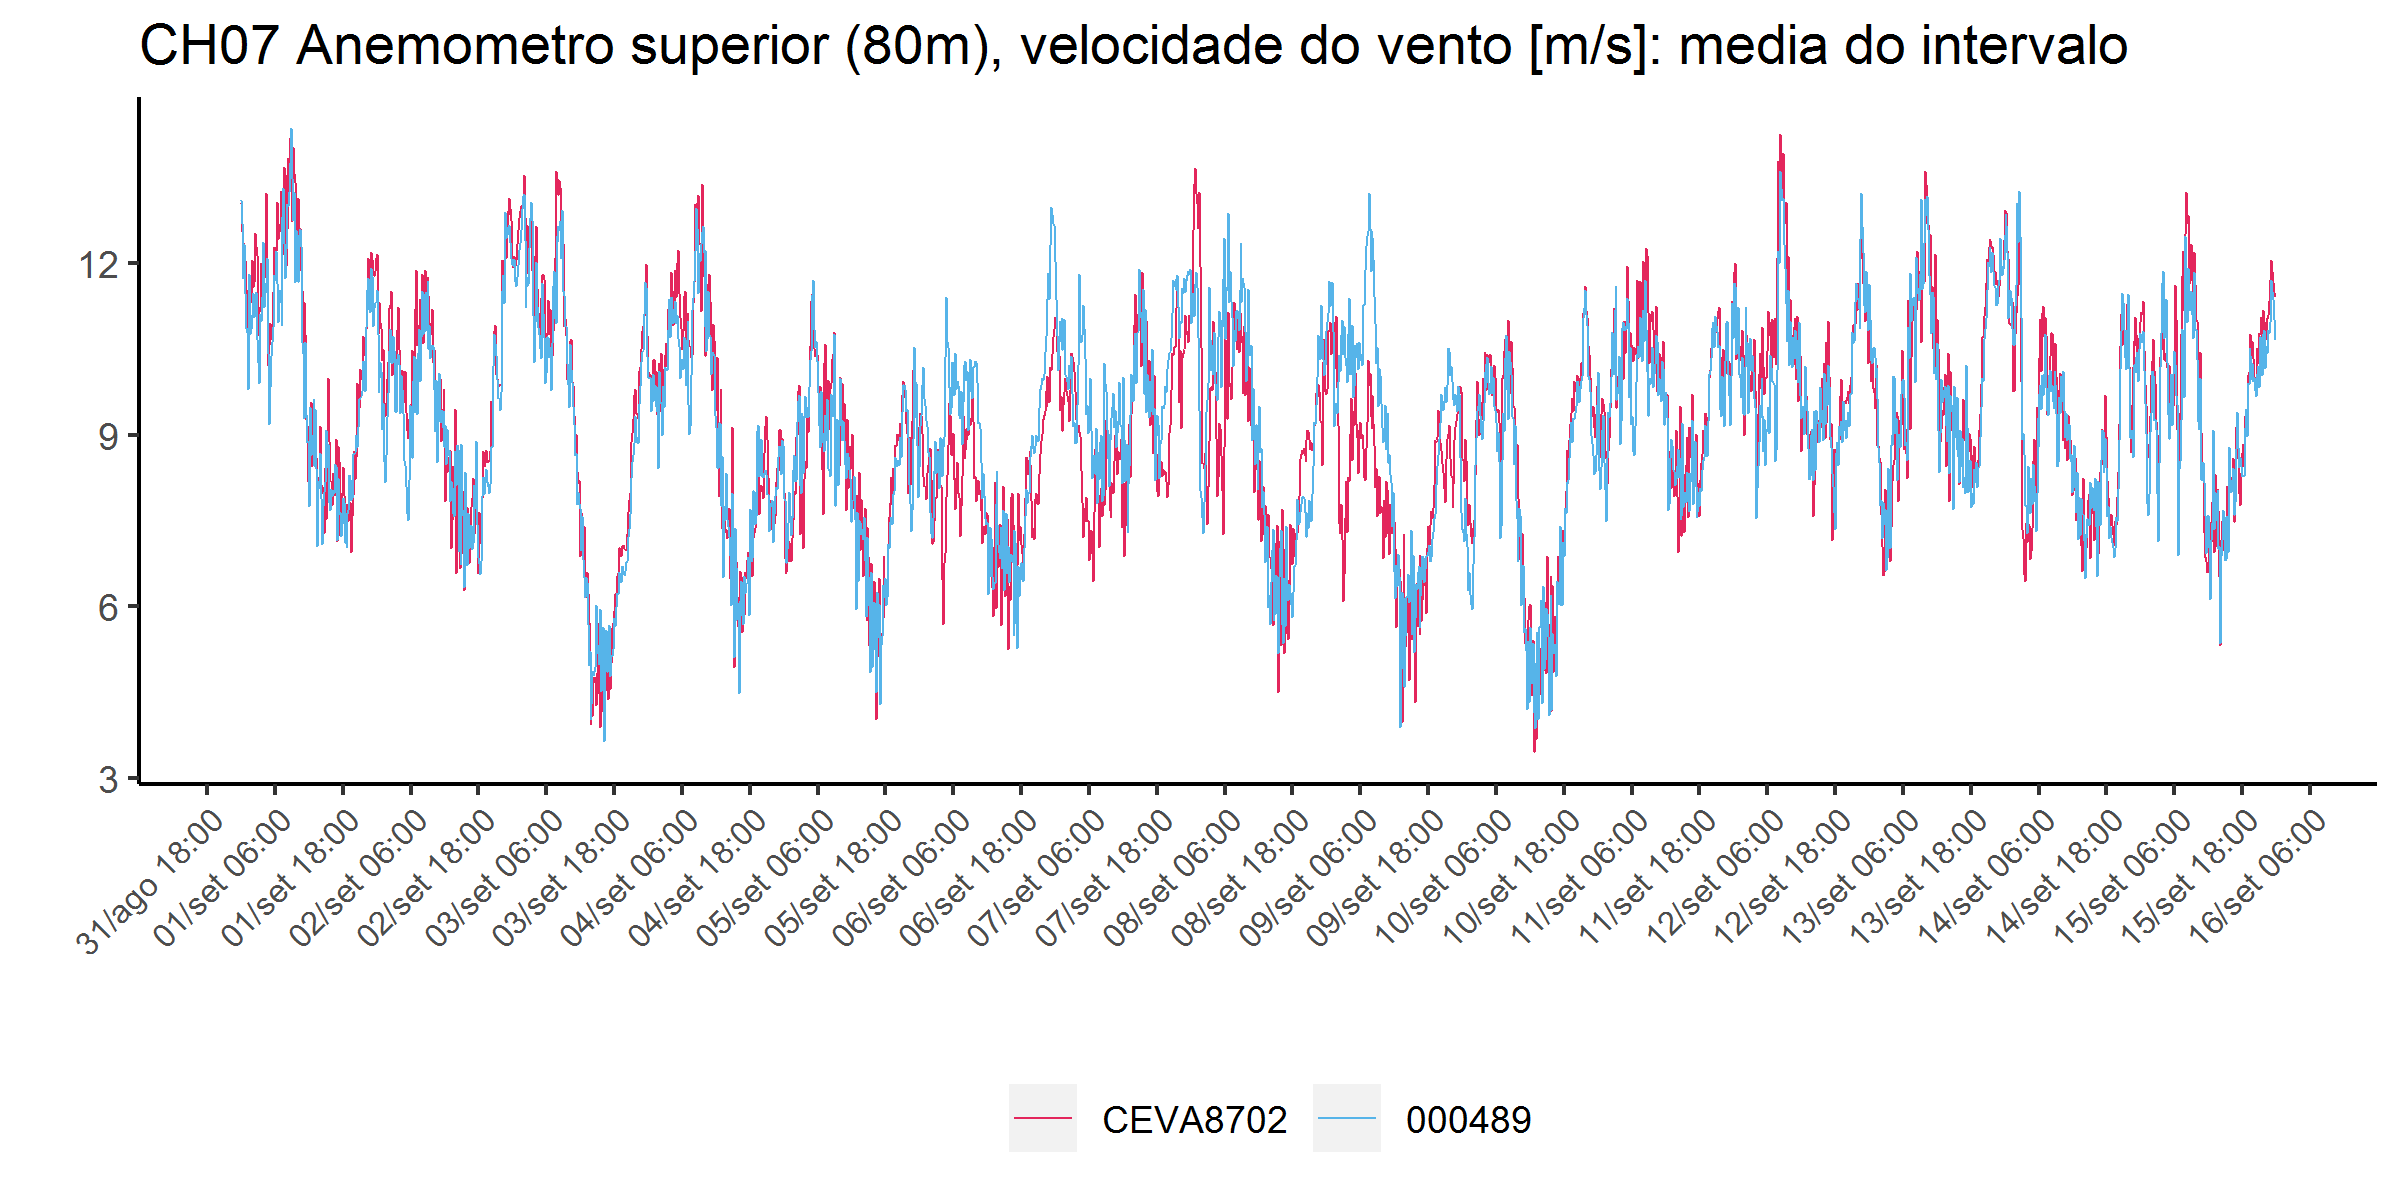 CH07 Anemometro superior (80m), velocidade do vento [m/s]: media do intervalo
12
9
6
3
31/ago 18:00
01/set 06:00
01/set 18:00
02/set 06:00
02/set 18:00
03/set 06:00
03/set 18:00
04/set 06:00
04/set 18:00
05/set 06:00
05/set 18:00
06/set 06:00
06/set 18:00
07/set 06:00
07/set 18:00
08/set 06:00
08/set 18:00
09/set 06:00
09/set 18:00
10/set 06:00
10/set 18:00
11/set 06:00
11/set 18:00
12/set 06:00
12/set 18:00
13/set 06:00
13/set 18:00
14/set 06:00
14/set 18:00
15/set 06:00
15/set 18:00
16/set 06:00
CEVA8702 000489